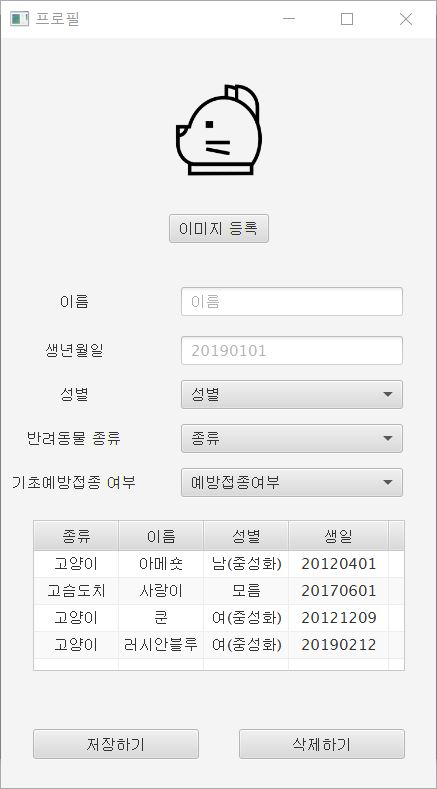 프로필
이미지 등록
이름 이름
생년월일 20190101
성별 성별
반려동물 종류 종류
기초예방접종 여부 예방접종여부
종류 이름 성별 생일
고양이 아메숏 남(중성화) 20120401
고슴도치 사랑이 모름 20170601
고양이 쿤 여(중성화) 20121209
고양이 러시안블루 여(중성화) 20190212
저장하기 삭제하기